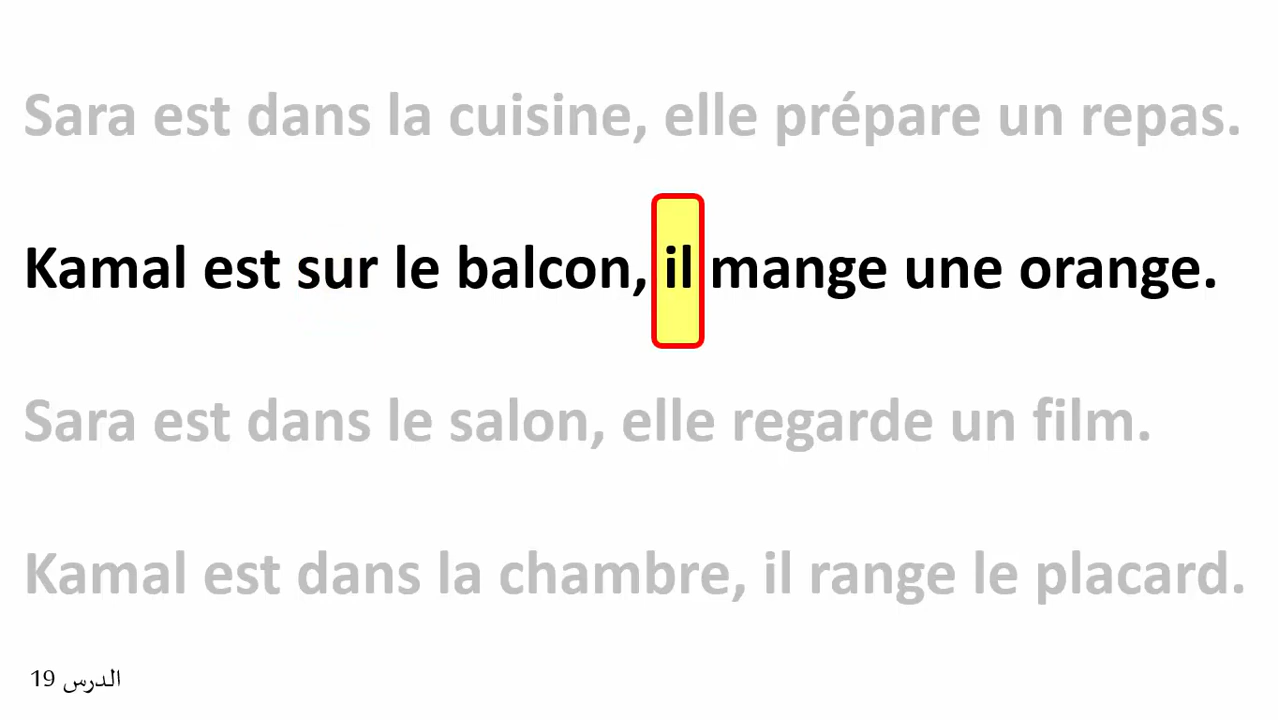 Sara est dans la cuisine, elle prépare un repas.
Kamal est sur le balcon, il mange une orange.
Sara est dans le salon, elle regarde un film.
Kamal est dans la chambre, il range le placard.
الدرس 19